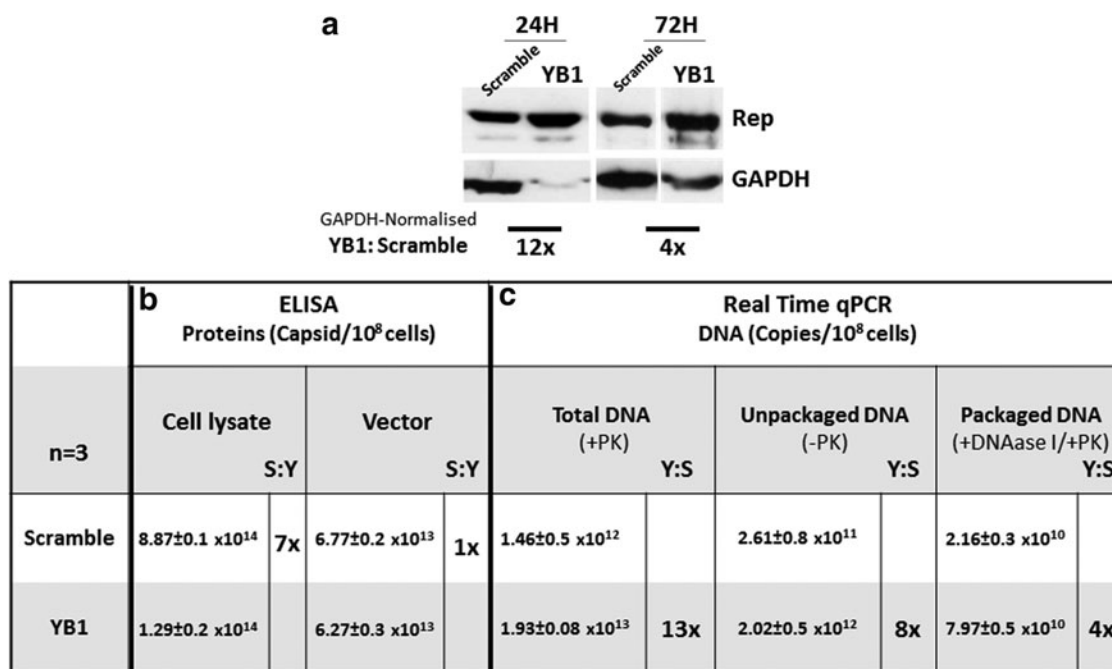 a
24H 72H
Scramble YB1 Scramble YB1
Rep
GAPDH
GAPDH-Normalised
YB1: Scramble 12x 4x
b ELISA c Real Time qPCR
Proteins (Capsid/10⁸ cells) DNA (Copies/10⁸ cells)
n=3 Cell lysate Vector Total DNA Unpackaged DNA Packaged DNA
(+PK) (-PK) (+DNAase I/+PK)
S:Y S:Y Y:S Y:S Y:S
Scramble 8.87±0.1 x10¹⁴ 7x 6.77±0.2 x10¹³ 1x 1.46±0.5 x10¹² 2.61±0.8 x10¹¹ 2.16±0.3 x10¹⁰
YB1 1.29±0.2 x10¹⁴ 6.27±0.3 x10¹³ 1.93±0.08 x10¹³ 13x 2.02±0.5 x10¹² 8x 7.97±0.5 x10¹⁰ 4x